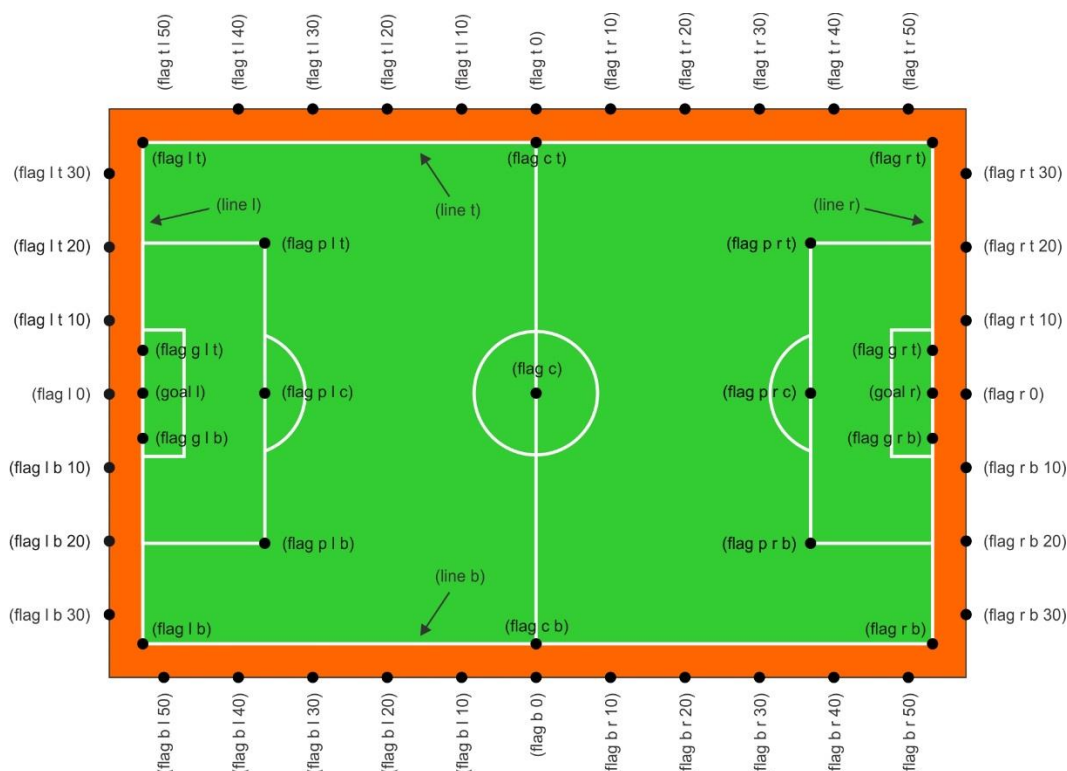 (flag t l 50)
(flag t l 40)
(flag t l 30)
(flag t l 20)
(flag t l 10)
(flag t 0)
(flag t r 10)
(flag t r 20)
(flag t r 30)
(flag t r 40)
(flag t r 50)
(flag l t)
(flag c t)
(flag r t)
(flag l t 30)
(flag r t 30)
(line l)
(line t)
(line r)
(flag l t 20)
(flag p l t)
(flag p r t)
(flag r t 20)
(flag l t 10)
(flag r t 10)
(flag g l t)
(flag g r t)
(flag c)
(flag l 0)
(goal l)
(flag p l c)
(flag p r c)
(goal r)
(flag r 0)
(flag g l b)
(flag g r b)
(flag l b 10)
(flag r b 10)
(flag l b 20)
(flag p l b)
(flag p r b)
(flag r b 20)
(line b)
(flag l b 30)
(flag r b 30)
(flag l b)
(flag c b)
(flag r b)
(flag b l 50)
(flag b l 40)
(flag b l 30)
(flag b l 20)
(flag b l 10)
(flag b 0)
(flag b r 10)
(flag b r 20)
(flag b r 30)
(flag b r 40)
(flag b r 50)